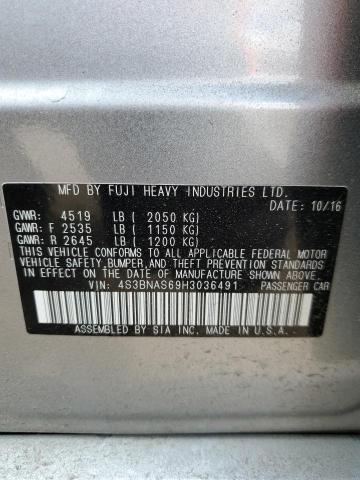 MFD BY FUJI HEAVY INDUSTRIES LTD.
DATE: 10/16
GVWR: 4519 LB ( 2050 KG)
GAWR: F 2535 LB ( 1150 KG)
GAWR: R 2645 LB ( 1200 KG)
THIS VEHICLE CONFORMS TO ALL APPLICABLE FEDERAL MOTOR
VEHICLE SAFETY,BUMPER,AND THEFT PREVENTION STANDARDS
IN EFFECT ON THE DATE OF MANUFACTURE SHOWN ABOVE.
VIN: 4S3BNAS69H3036491 PASSENGER CAR
ASSEMBLED BY SIA INC. MADE IN U.S.A.